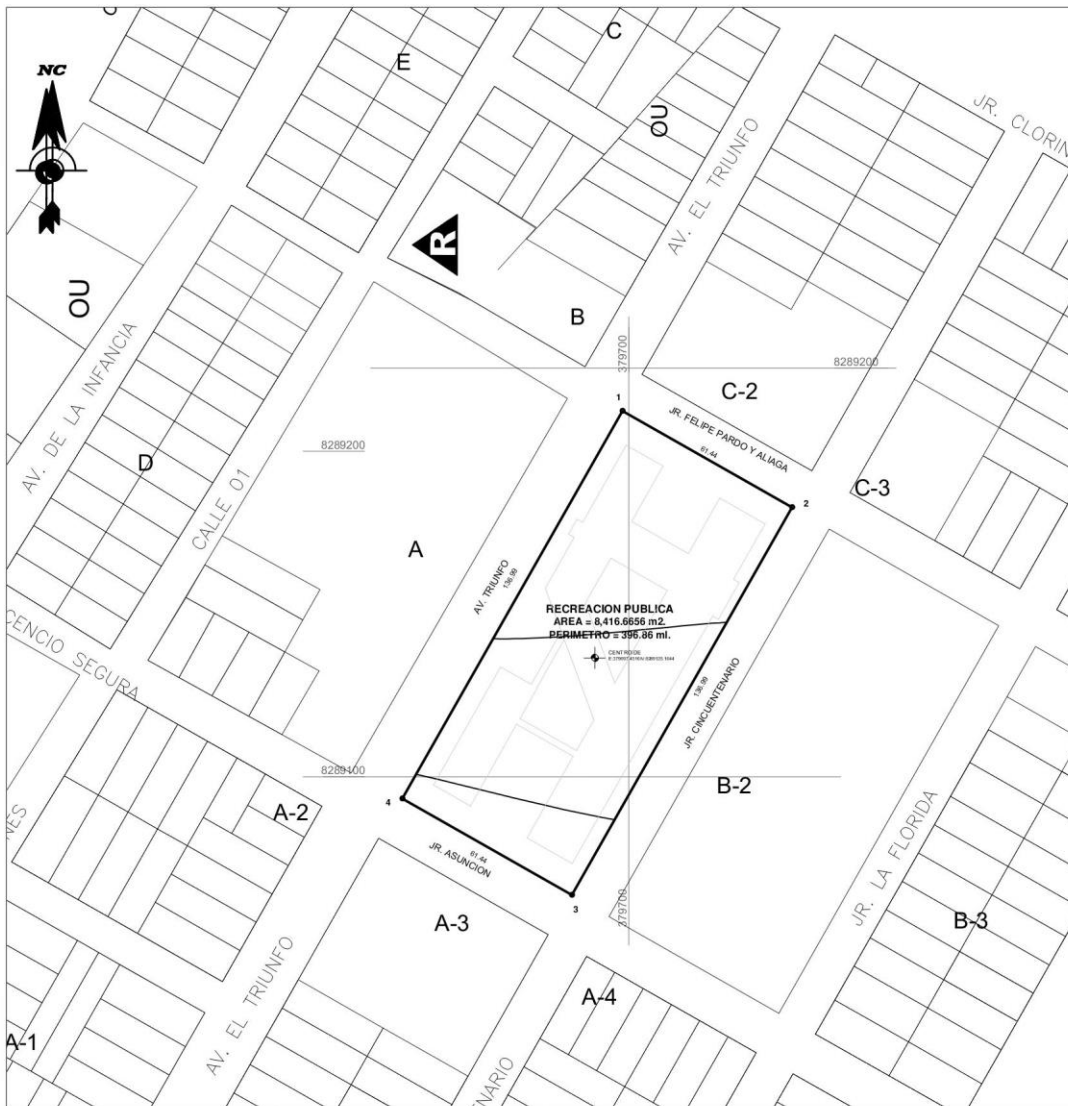 C
E
NC
JR. CLORIN
OU
AV. EL TRIUNFO
R
OU
B
379700
8289200
C-2
AV. DE LA INFANCIA
1
JR. FELIPE PARDO Y ALIAGA
61.44
8289200
D
CALLE 01
2
C-3
A
AV. TRIUNFO
136.99
RECREACION PUBLICA
AREA = 8,416.6656 m2.
PERIMETRO = 396.86 ml.
CENTROIDE
CENCIO SEGURA
136.99
JR. CINCUENTENARIO
8289100
B-2
4
A-2
NES
JR. ASUNCION
61.44
3
379700
JR. LA FLORIDA
A-3
B-3
A-4
AV. EL TRIUNFO
A-1
ENARIO